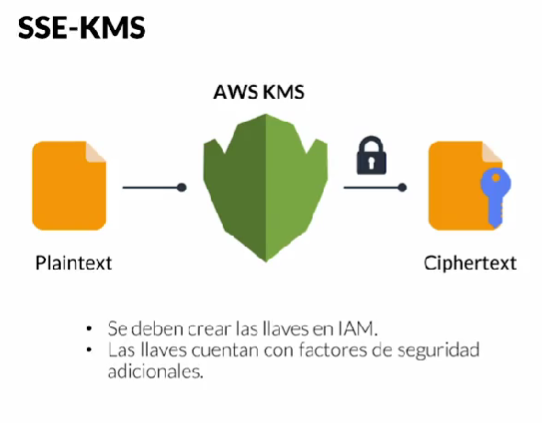 SSE-KMS
AWS KMS
Plaintext
Ciphertext
• Se deben crear las llaves en IAM.
• Las llaves cuentan con factores de seguridad
adicionales.